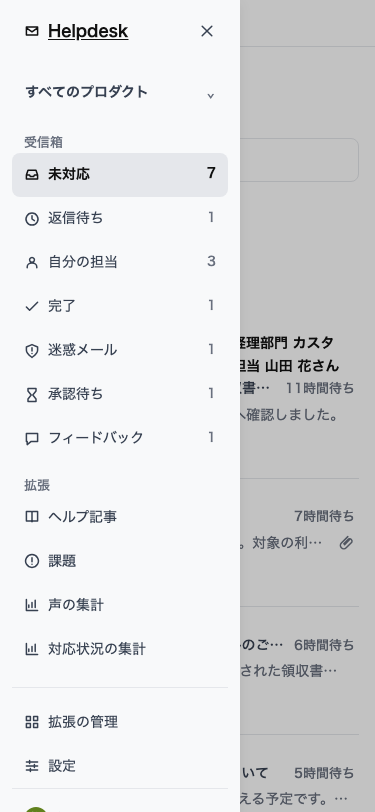 Helpdesk
すべてのプロダクト
受信箱
未対応 7
返信待ち 1
自分の担当 3
完了 1
迷惑メール 1
承認待ち 1
フィードバック 1
拡張
ヘルプ記事
課題
声の集計
対応状況の集計
拡張の管理
設定
経理部門 カスタ
担当 山田 花さん
書… 11時間待ち
へ確認しました。
7時間待ち
。対象の利…
のご… 6時間待ち
された領収書…
いて 5時間待ち
える予定です。…